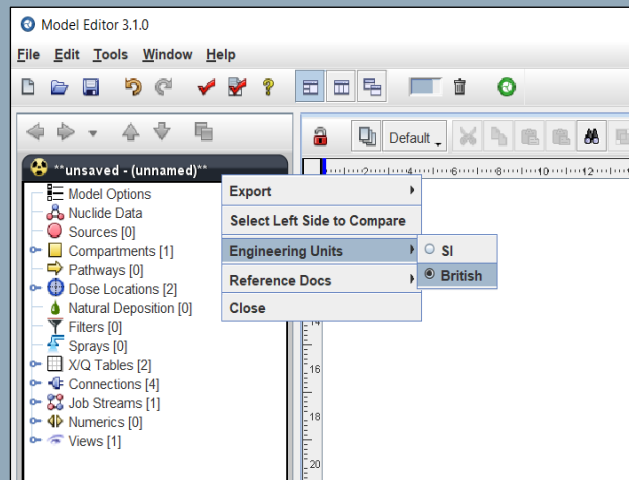 Model Editor 3.1.0
File Edit Tools Window Help
Default
**unsaved - (unnamed)**
2 4 6 8 10 12
Model Options
Nuclide Data
Sources [0]
Compartments [1]
Pathways [0]
Dose Locations [2]
Natural Deposition [0]
Filters [0]
Sprays [0]
X/Q Tables [2]
Connections [4]
Job Streams [1]
Numerics [0]
Views [1]
Export
Select Left Side to Compare
Engineering Units
Reference Docs
Close
SI
British
14
16
18
20